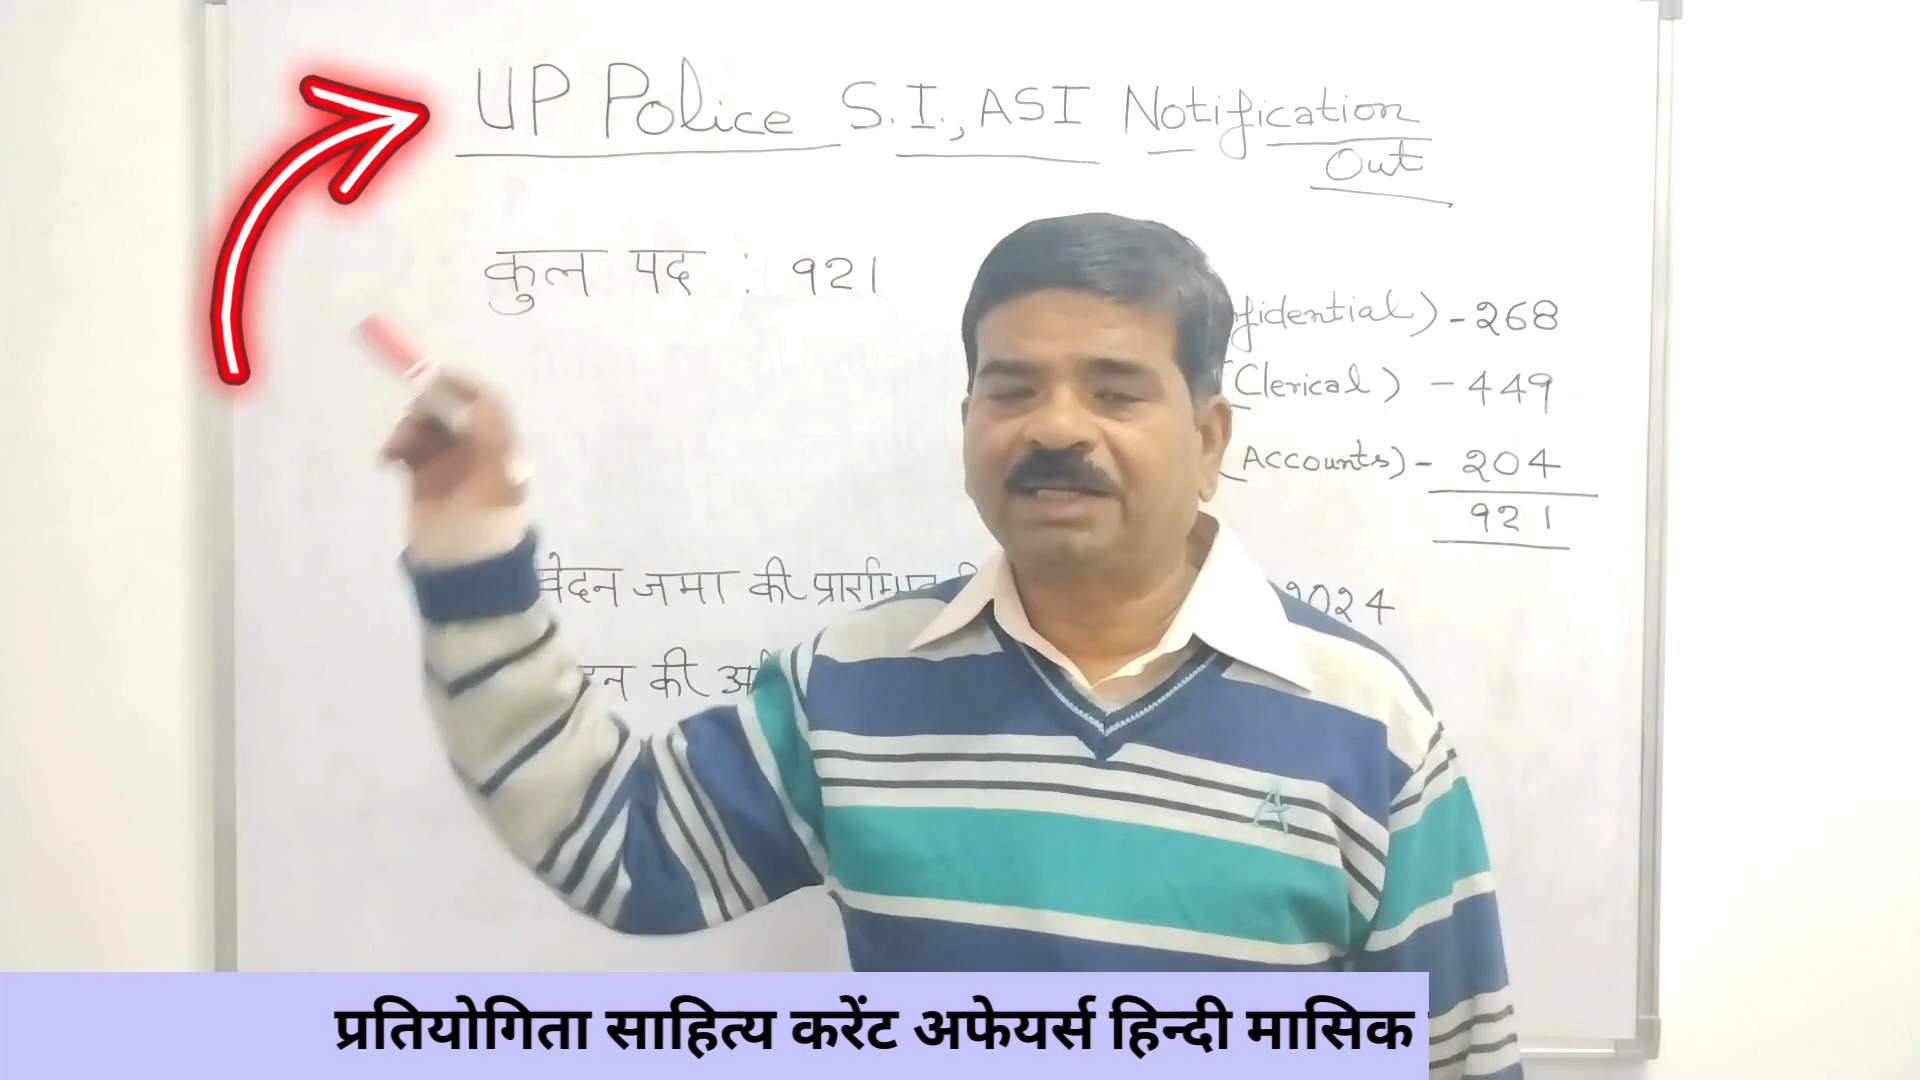 UP Police S.I., ASI Notification
Out
कुल पद : 921
fidential) - 268
(Clerical) - 449
(Accounts) - 204
921
वेदन जमा की 2024
की
प्रतियोगिता साहित्य करेंट अफेयर्स हिन्दी मासिक